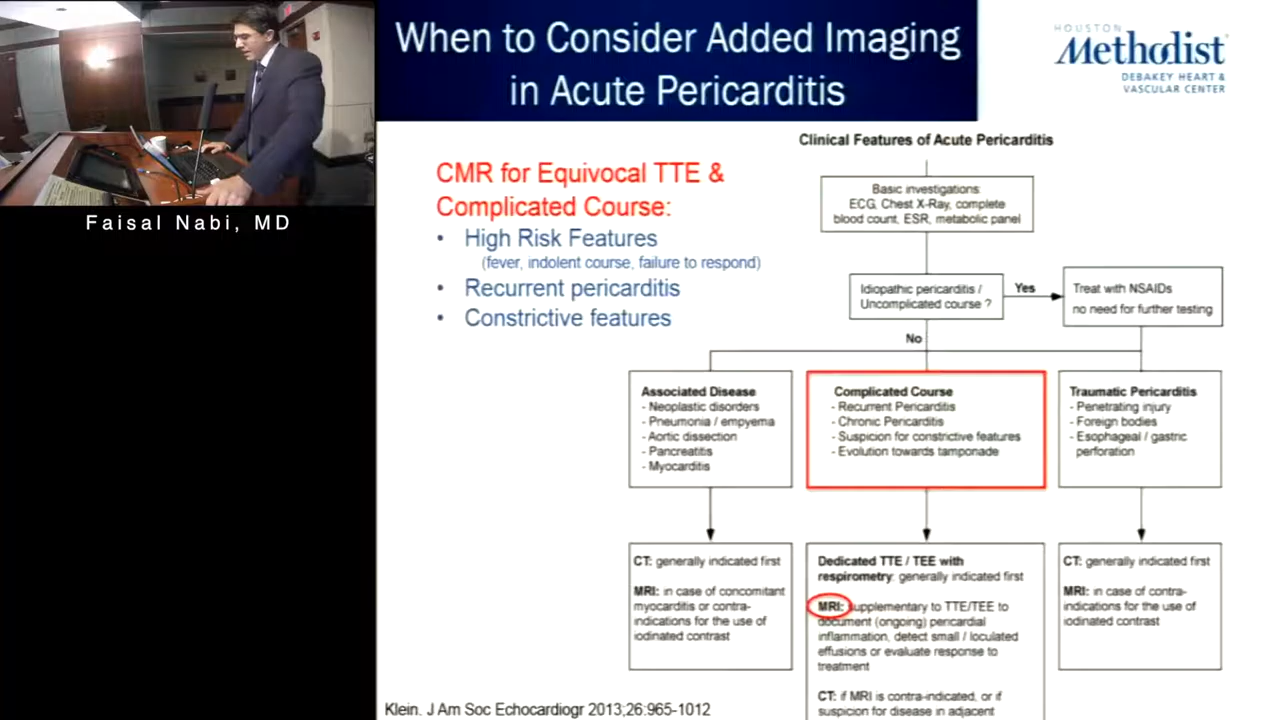 When to Consider Added Imaging
in Acute Pericarditis
HOUSTON
Methodist
DEBAKEY HEART &
VASCULAR CENTER
Faisal Nabi, MD
CMR for Equivocal TTE &
Complicated Course:
• High Risk Features
(fever, indolent course, failure to respond)
• Recurrent pericarditis
• Constrictive features
Clinical Features of Acute Pericarditis
Basic investigations:
ECG, Chest X-Ray, complete
blood count, ESR, metabolic panel
Idiopathic pericarditis /
Uncomplicated course ?
Yes
Treat with NSAIDs
no need for further testing
No
Associated Disease
- Neoplastic disorders
- Pneumonia / empyema
- Aortic dissection
- Pancreatitis
- Myocarditis
Complicated Course
- Recurrent Pericarditis
- Chronic Pericarditis
- Suspicion for constrictive features
- Evolution towards tamponade
Traumatic Pericarditis
- Penetrating injury
- Foreign bodies
- Esophageal / gastric
perforation
CT: generally indicated first
MRI: in case of concomitant
myocarditis or contra-
indications for the use of
iodinated contrast
Dedicated TTE / TEE with
respirometry: generally indicated first
MRI: supplementary to TTE/TEE to
document (ongoing) pericardial
inflammation, detect small / loculated
effusions or evaluate response to
treatment
CT: if MRI is contra-indicated, or if
suspicion for disease in adjacent
CT: generally indicated first
MRI: in case of contra-
indications for the use of
iodinated contrast
Klein. J Am Soc Echocardiogr 2013;26:965-1012